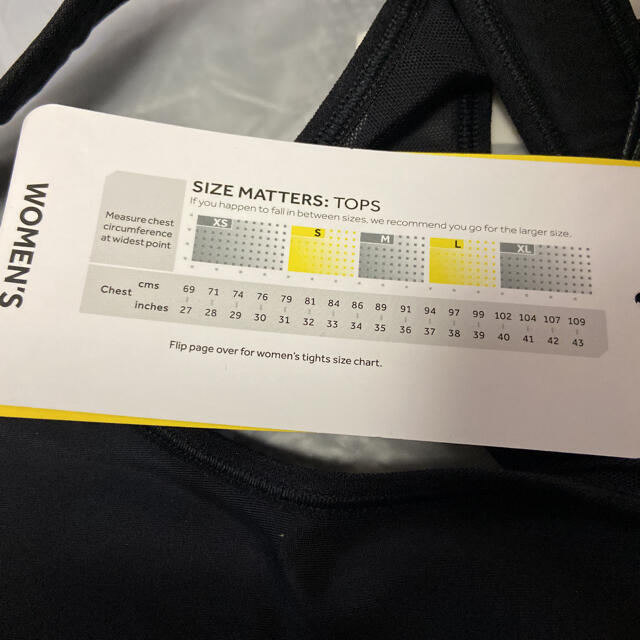 WOMEN'S
SIZE MATTERS: TOPS
If you happen to fall in between sizes, we recommend you go for the larger size.
Measure chest
circumference
at widest point
XS S M L XL
Chest cms 69 71 74 76 79 81 84 86 89 91 94 97 99 102 104 107 109
inches 27 28 29 30 31 32 33 34 35 36 37 38 39 40 41 42 43
Flip page over for women's tights size chart.